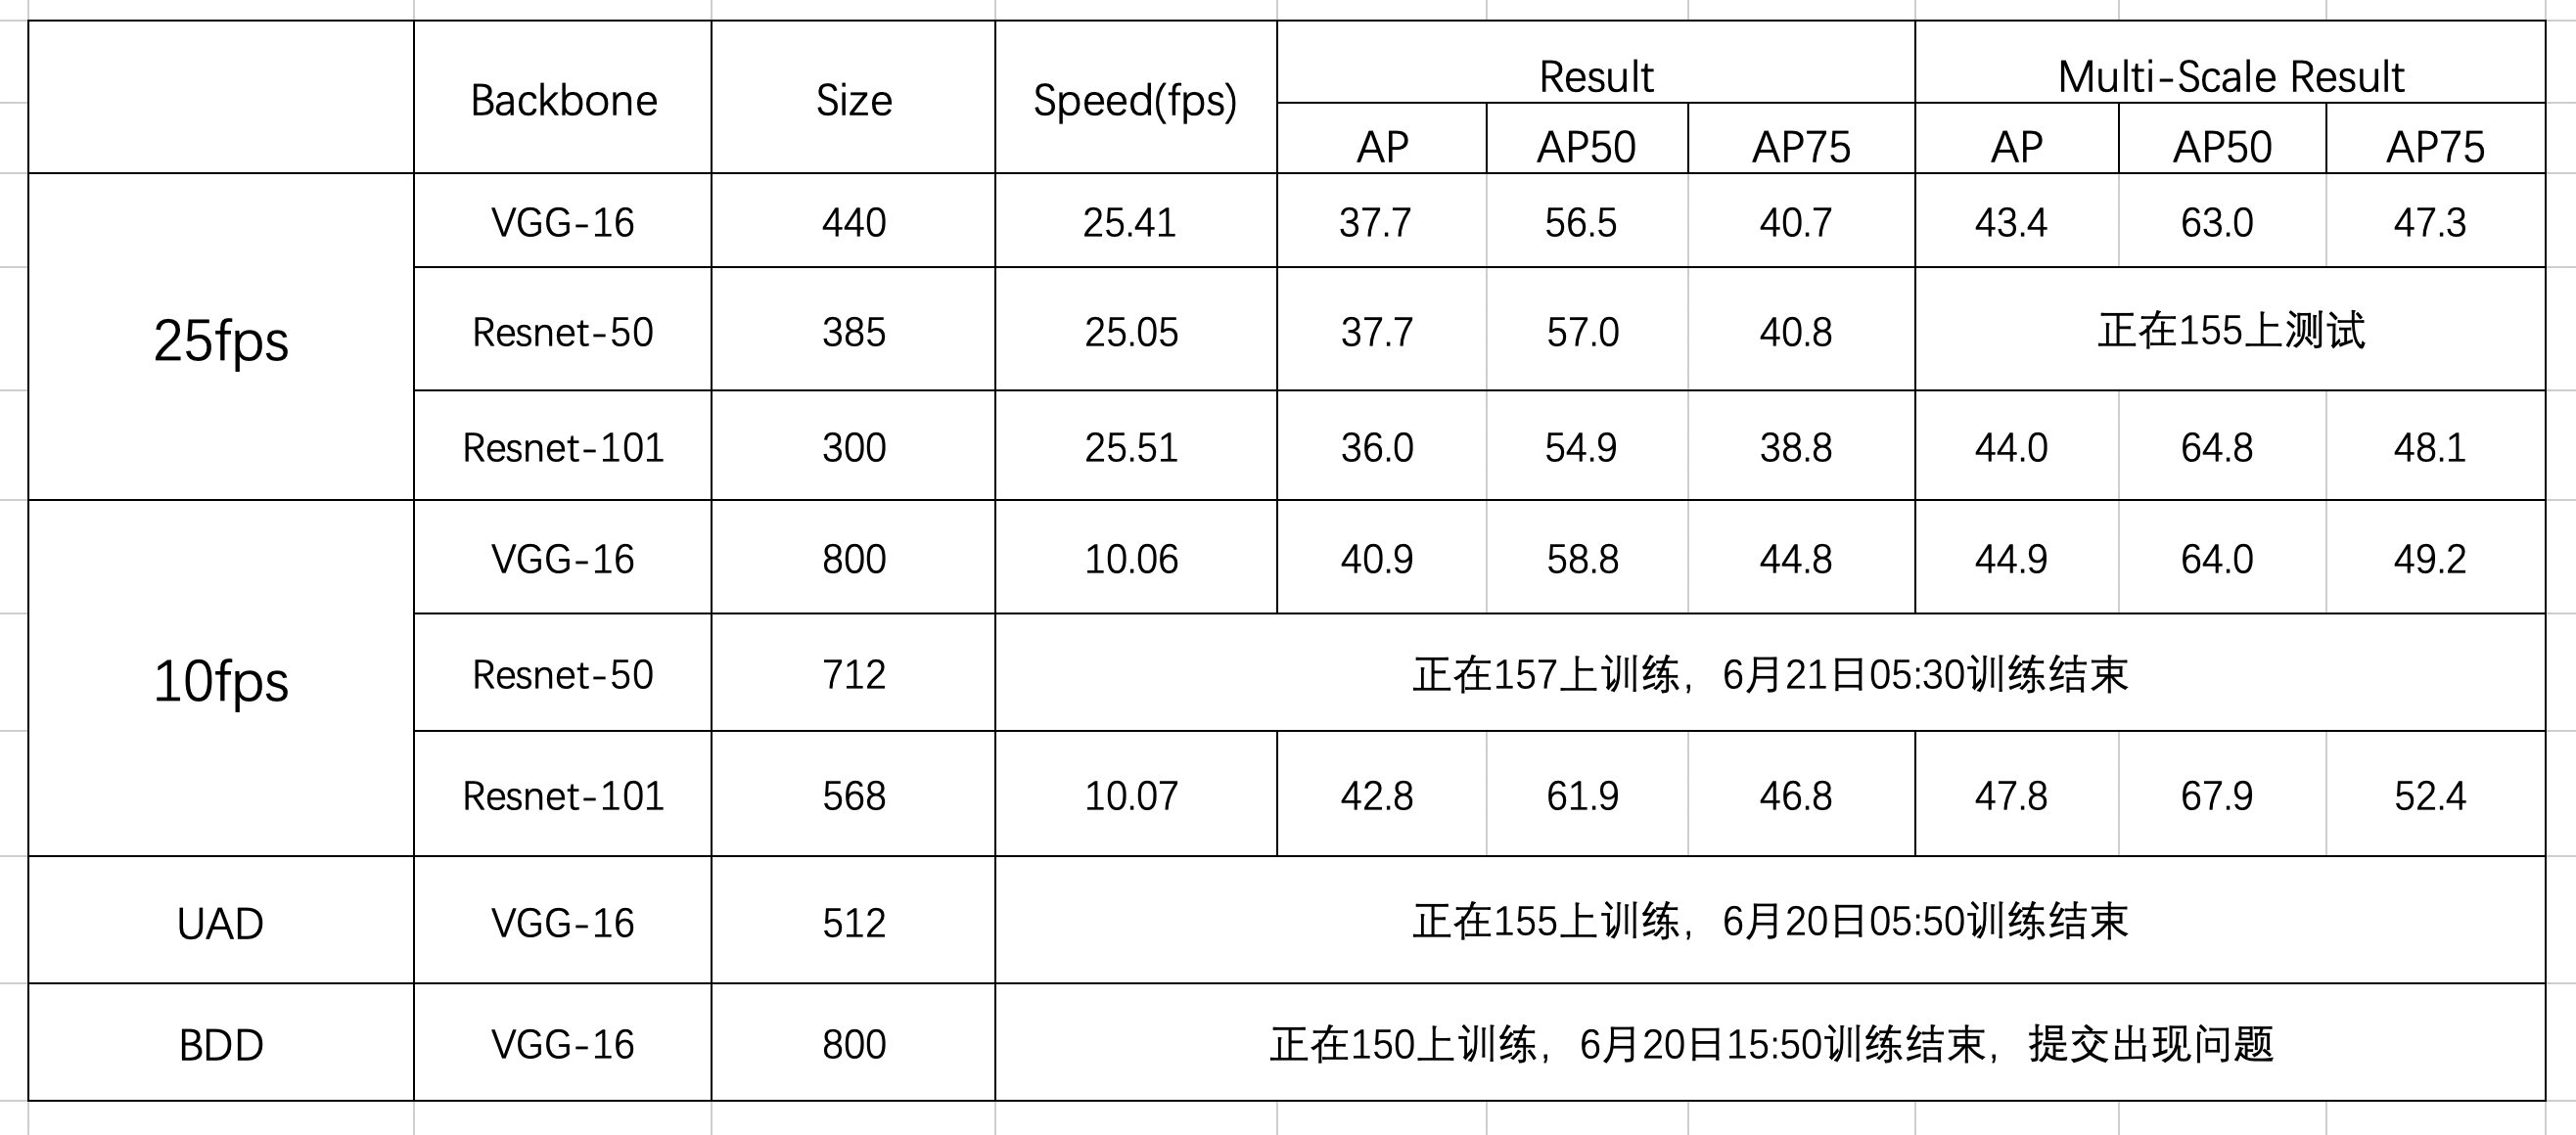 Backbone Size Speed(fps) Result Multi-Scale Result
AP AP50 AP75 AP AP50 AP75
25fps
VGG-16 440 25.41 37.7 56.5 40.7 43.4 63.0 47.3
Resnet-50 385 25.05 37.7 57.0 40.8 正在155上测试
Resnet-101 300 25.51 36.0 54.9 38.8 44.0 64.8 48.1
10fps
VGG-16 800 10.06 40.9 58.8 44.8 44.9 64.0 49.2
Resnet-50 712 正在157上训练，6月21日05:30训练结束
Resnet-101 568 10.07 42.8 61.9 46.8 47.8 67.9 52.4
UAD VGG-16 512 正在155上训练，6月20日05:50训练结束
BDD VGG-16 800 正在150上训练，6月20日15:50训练结束，提交出现问题